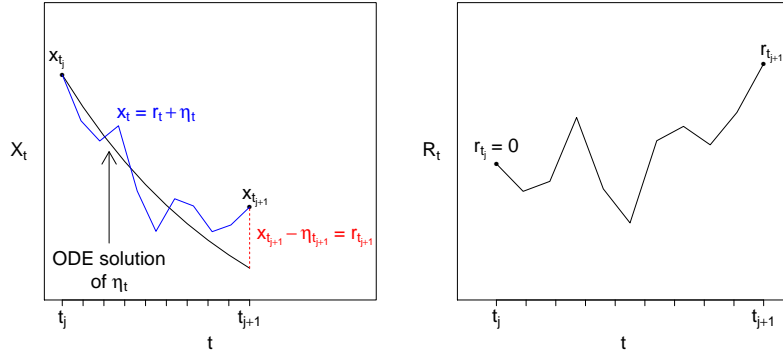 x_{t_j}
x_t = r_t + η_t
X_t
x_{t_{j+1}}
x_{t_{j+1}} − η_{t_{j+1}} = r_{t_{j+1}}
ODE solution
of η_t
t_j
t_{j+1}
t
r_{t_{j+1}}
R_t
r_{t_j} = 0
t_j
t_{j+1}
t